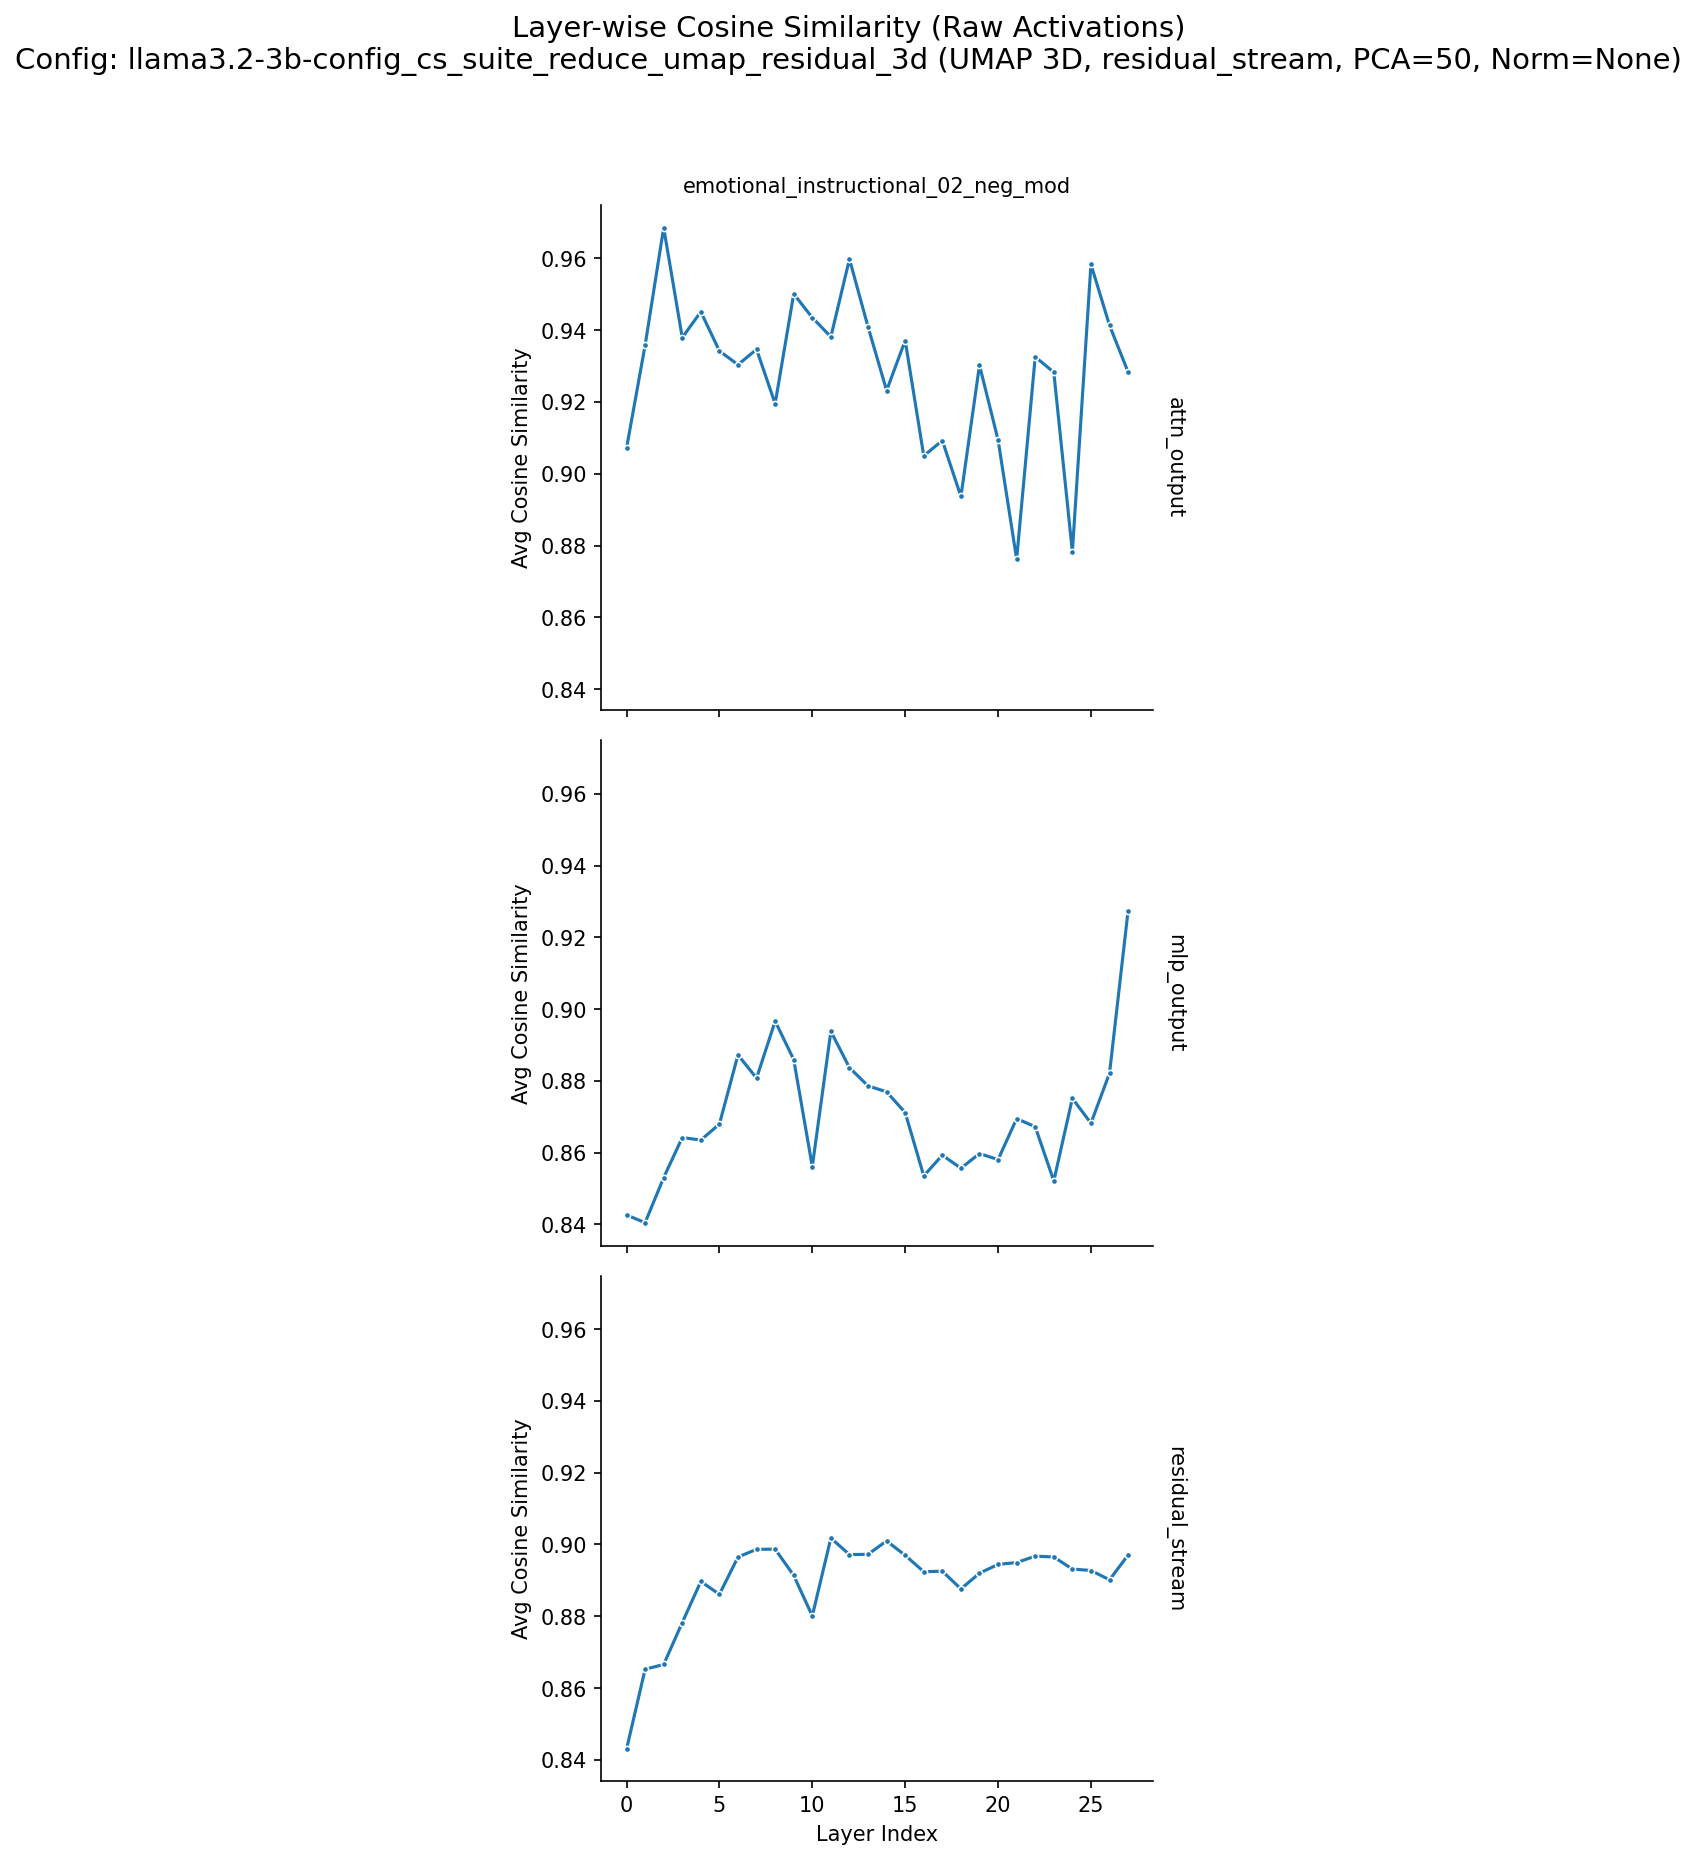 Layer-wise Cosine Similarity (Raw Activations)
Config: llama3.2-3b-config_cs_suite_reduce_umap_residual_3d (UMAP 3D, residual_stream, PCA=50, Norm=None)
emotional_instructional_02_neg_mod
0.96
0.94
0.92
0.90
0.88
0.86
0.84
Avg Cosine Similarity
attn_output
0.96
0.94
0.92
0.90
0.88
0.86
0.84
Avg Cosine Similarity
mlp_output
0.96
0.94
0.92
0.90
0.88
0.86
0.84
Avg Cosine Similarity
residual_stream
0 5 10 15 20 25
Layer Index